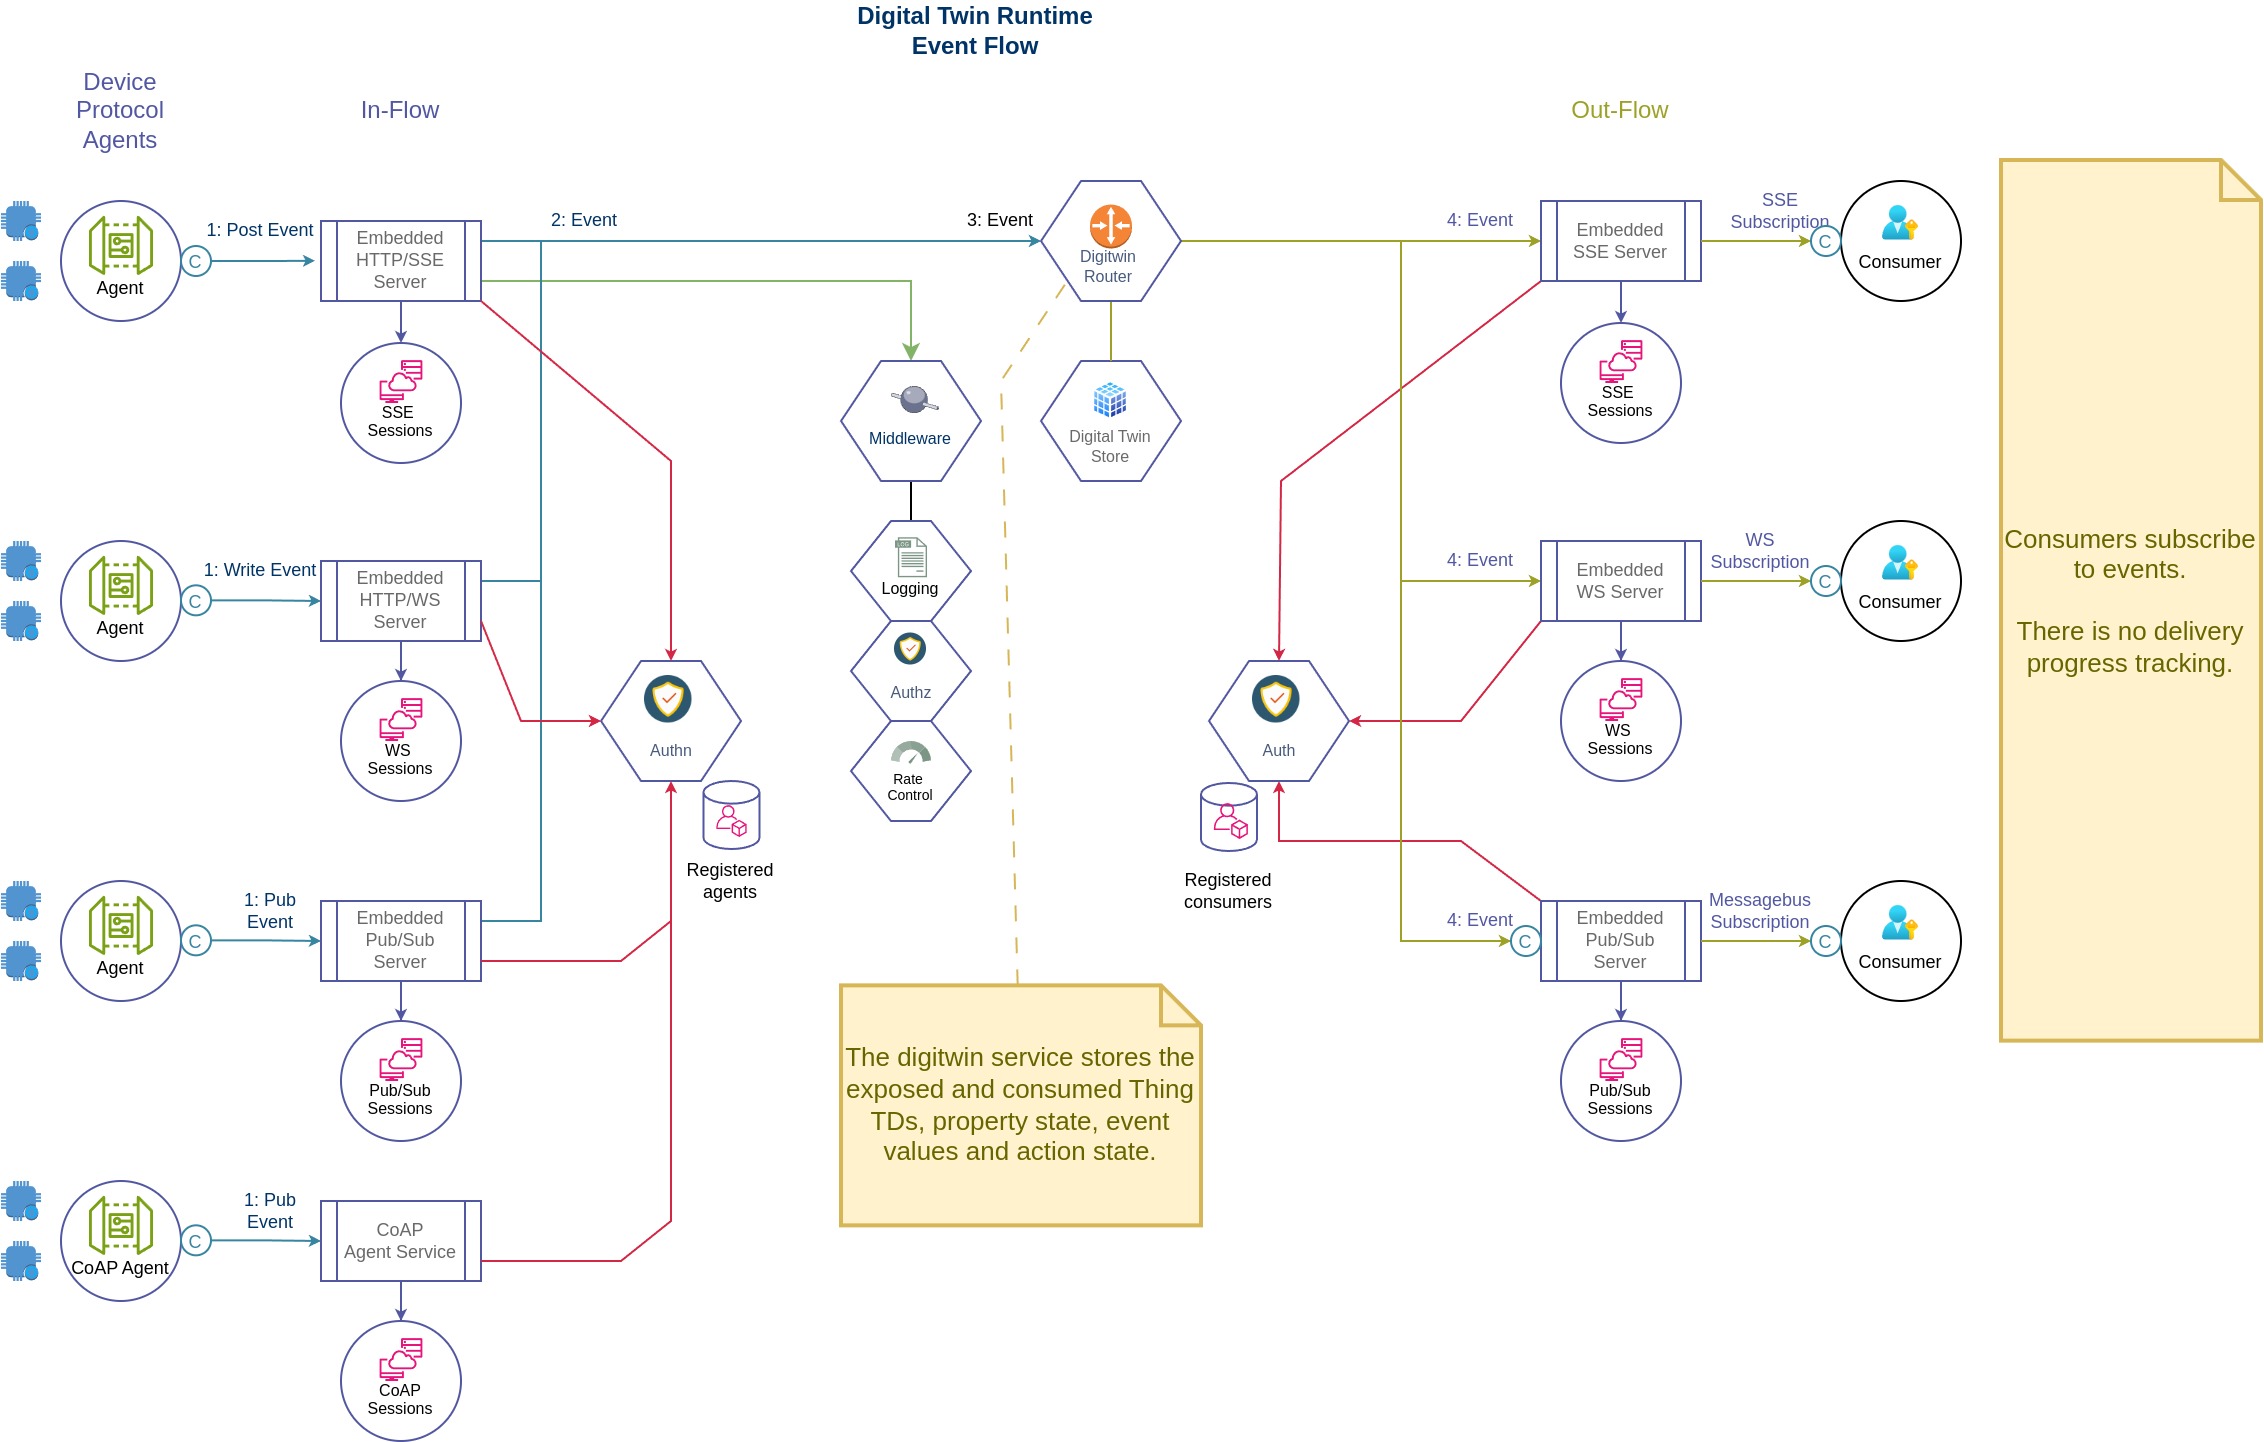 Digital Twin Runtime
Event Flow
Device
Protocol
Agents
In-Flow
Out-Flow
1: Post Event
Agent
C
Embedded
HTTP/SSE
Server
2: Event
3: Event
Digitwin
Router
4: Event
Embedded
SSE Server
SSE
Subscription
C
Consumer
SSE
Sessions
Middleware
Digital Twin
Store
SSE
Sessions
1: Write Event
Agent
C
Embedded
HTTP/WS
Server
LOG
Logging
4: Event
Embedded
WS Server
WS
Subscription
C
Consumer
Consumers subscribe
to events.
There is no delivery
progress tracking.
WS
Sessions
Authn
Authz
Auth
WS
Sessions
Rate
Control
Registered
agents
Registered
consumers
1: Pub
Event
Agent
C
Embedded
Pub/Sub
Server
4: Event
C
Embedded
Pub/Sub
Server
Messagebus
Subscription
C
Consumer
Pub/Sub
Sessions
The digitwin service stores the
exposed and consumed Thing
TDs, property state, event
values and action state.
Pub/Sub
Sessions
1: Pub
Event
CoAP Agent
C
CoAP
Agent Service
CoAP
Sessions